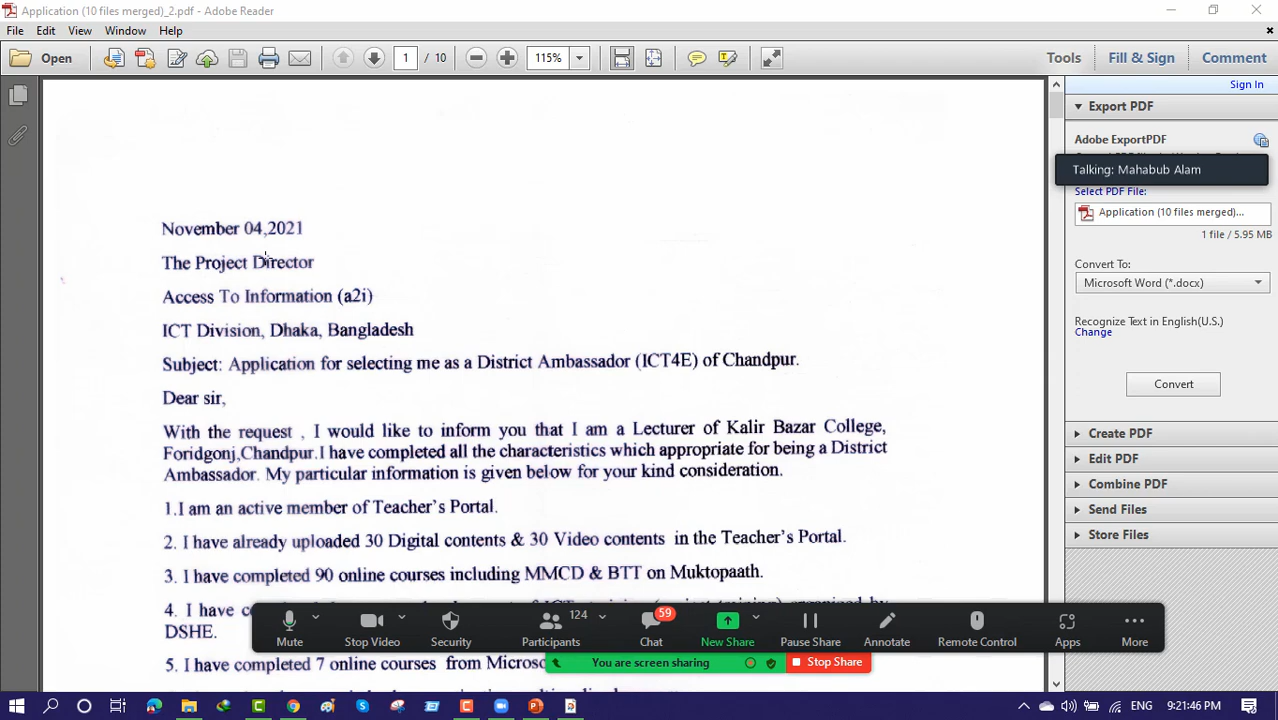 Application (10 files merged)_2.pdf - Adobe Reader
File Edit View Window Help
Open 1 / 10 115% Tools Fill & Sign Comment
Sign In
Export PDF
Adobe ExportPDF
Talking: Mahabub Alam
Select PDF File:
Application (10 files merged)...
1 file / 5.95 MB
Convert To:
Microsoft Word (*.docx)
Recognize Text in English(U.S.)
Change
Convert
Create PDF
Edit PDF
Combine PDF
Send Files
Store Files
November 04,2021
The Project Director
Access To Information (a2i)
ICT Division, Dhaka, Bangladesh
Subject: Application for selecting me as a District Ambassador (ICT4E) of Chandpur.
Dear sir,
With the request , I would like to inform you that I am a Lecturer of Kalir Bazar College,
Foridgonj,Chandpur.I have completed all the characteristics which appropriate for being a District
Ambassador. My particular information is given below for your kind consideration.
1.I am an active member of Teacher's Portal.
2. I have already uploaded 30 Digital contents & 30 Video contents in the Teacher's Portal.
3. I have completed 90 online courses including MMCD & BTT on Muktopaath.
4. I have
DSHE.
5. I have completed 7 online courses from
124 59
Mute Stop Video Security Participants Chat New Share Pause Share Annotate Remote Control Apps More
You are screen sharing Stop Share
ENG 9:21:46 PM